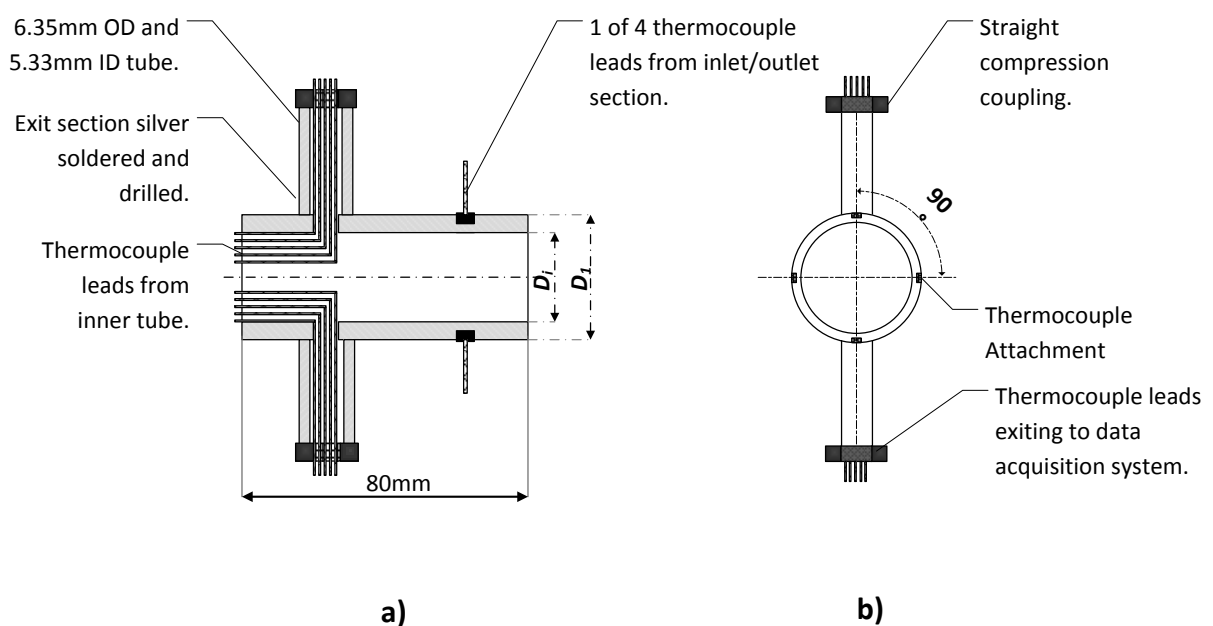 6.35mm OD and
5.33mm ID tube.
Exit section silver
soldered and
drilled.
Thermocouple
leads from
inner tube.
1 of 4 thermocouple
leads from inlet/outlet
section.
Dᵢ
D₁
80mm
a)
Straight
compression
coupling.
90
°
Thermocouple
Attachment
Thermocouple leads
exiting to data
acquisition system.
b)